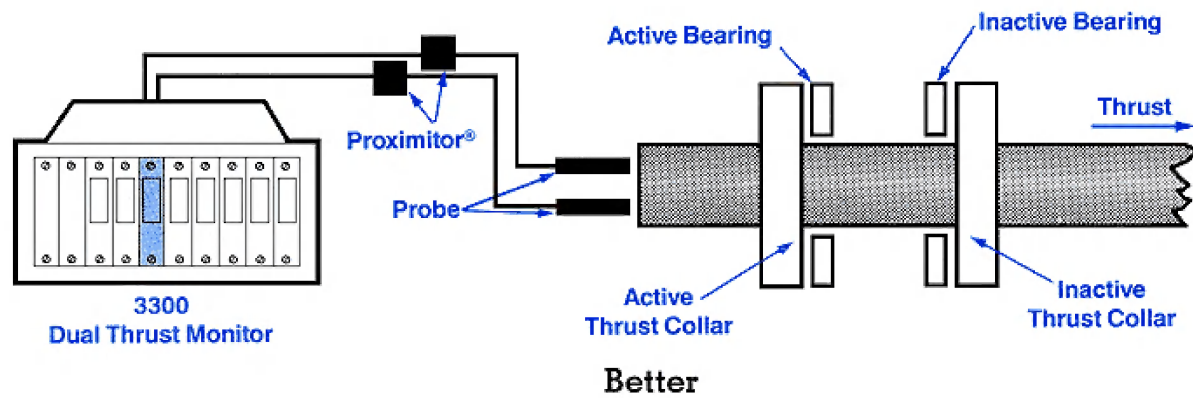 Active Bearing
Inactive Bearing
Thrust
Proximitor®
Probe
3300
Dual Thrust Monitor
Active
Thrust Collar
Inactive
Thrust Collar
Better